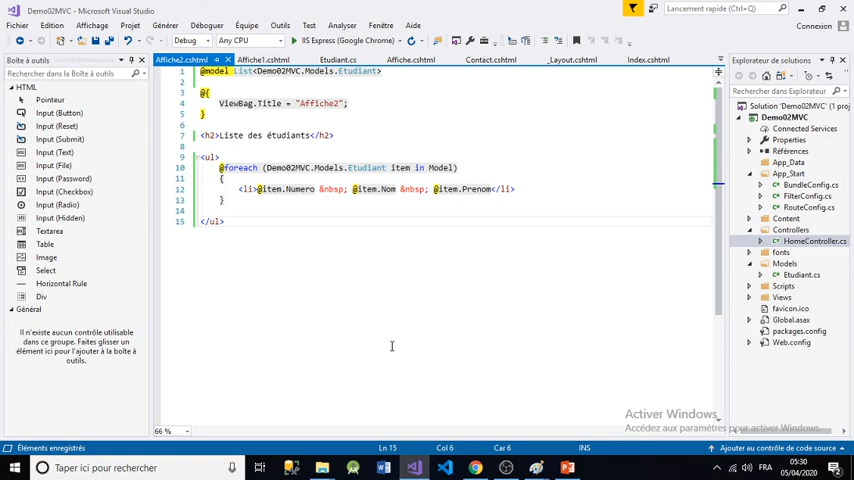 Demo02MVC - Microsoft Visual Studio
Lancement rapide (Ctrl+Q)
Fichier Edition Affichage Projet Générer Déboguer Équipe Outils Test Analyser Fenêtre Aide
Connexion
Debug Any CPU IIS Express (Google Chrome)
Boîte à outils
Rechercher dans Boîte à outils
HTML
Pointeur
Input (Button)
Input (Reset)
Input (Submit)
Input (Text)
Input (File)
Input (Password)
Input (Checkbox)
Input (Radio)
Input (Hidden)
Textarea
Table
Image
Select
Horizontal Rule
Div
Général
Il n'existe aucun contrôle utilisable
dans ce groupe. Faites glisser un
élément ici pour l'ajouter à la boîte à
outils.
Affiche2.cshtml Affiche1.cshtml Etudiant.cs Affiche.cshtml Contact.cshtml _Layout.cshtml Index.cshtml
1 @model List<Demo02MVC.Models.Etudiant>
2
3 @{
4 ViewBag.Title = "Affiche2";
5 }
6
7 <h2>Liste des étudiants</h2>
8
9 <ul>
10 @foreach (Demo02MVC.Models.Etudiant item in Model)
11 {
12 <li>@item.Numero &nbsp; @item.Nom &nbsp; @item.Prenom</li>
13 }
14
15 </ul>
66 %
Explorateur de solutions
Rechercher dans Explorateur
Solution 'Demo02MVC'
Demo02MVC
Connected Services
Properties
Références
App_Data
App_Start
BundleConfig.cs
FilterConfig.cs
RouteConfig.cs
Content
Controllers
HomeController.cs
fonts
Models
Etudiant.cs
Scripts
Views
favicon.ico
Global.asax
packages.config
Web.config
Activer Windows
Accédez aux paramètres pour activer Windows.
Éléments enregistrés Ln 15 Col 6 Car 6 INS Ajouter au contrôle de code source
Taper ici pour rechercher
FRA
05:30
05/04/2020
2